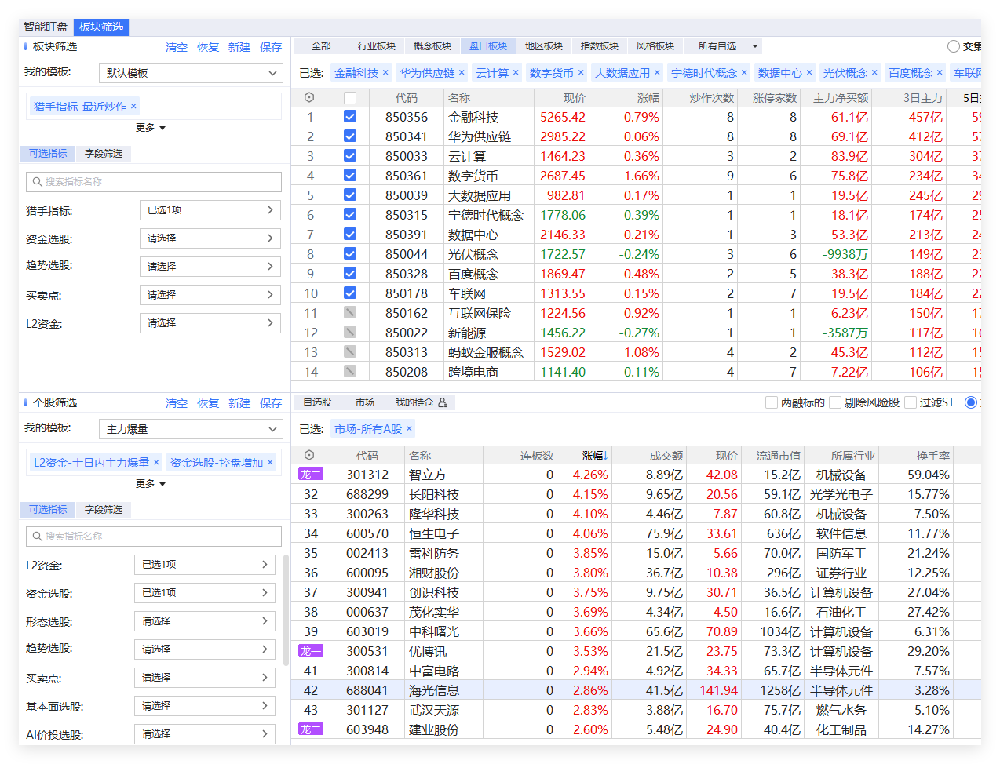 智能盯盘 板块筛选
板块筛选 清空 恢复 新建 保存
我的模板: 默认模板
猎手指标-最近炒作 ×
更多 ▼
可选指标 字段筛选
搜索指标名称
猎手指标: 已选1项
资金选股: 请选择
趋势选股: 请选择
买卖点: 请选择
L2资金: 请选择
全部 行业板块 概念板块 盘口板块 地区板块 指数板块 风格板块 所有自选 ▼ 交集
已选: 金融科技 × 华为供应链 × 云计算 × 数字货币 × 大数据应用 × 宁德时代概念 × 数据中心 × 光伏概念 × 百度概念 × 车联网
代码 名称 现价 涨幅 炒作次数 涨停家数 主力净买额 3日主力 5日主
1 850356 金融科技 5265.42 0.79% 8 8 61.1亿 457亿 59
2 850341 华为供应链 2985.22 0.06% 8 8 69.1亿 412亿 57
3 850033 云计算 1464.23 0.36% 3 2 83.9亿 304亿 37
4 850361 数字货币 2687.45 1.66% 9 6 75.8亿 234亿 34
5 850039 大数据应用 982.81 0.17% 1 1 19.5亿 245亿 29
6 850315 宁德时代概念 1778.06 -0.39% 1 1 18.1亿 174亿 25
7 850391 数据中心 2146.33 0.21% 1 3 53.3亿 213亿 24
8 850044 光伏概念 1722.57 -0.24% 3 6 -9938万 149亿 23
9 850328 百度概念 1869.47 0.48% 2 5 38.3亿 188亿 22
10 850178 车联网 1313.55 0.15% 2 7 19.5亿 184亿 22
11 850162 互联网保险 1224.56 0.92% 1 1 6.23亿 150亿 17
12 850022 新能源 1456.22 -0.27% 1 1 -3587万 117亿 16
13 850313 蚂蚁金服概念 1529.02 1.08% 4 2 45.3亿 112亿 15
14 850208 跨境电商 1141.40 -0.11% 4 7 7.22亿 106亿 15
个股筛选 清空 恢复 新建 保存
我的模板: 主力爆量
L2资金-十日内主力爆量 × 资金选股-控盘增加 ×
更多 ▼
可选指标 字段筛选
搜索指标名称
L2资金: 已选1项
资金选股: 已选1项
形态选股: 请选择
趋势选股: 请选择
买卖点: 请选择
基本面选股: 请选择
AI价投选股: 请选择
自选股 市场 我的持仓 两融标的 剔除风险股 过滤ST
已选: 市场-所有A股 ×
代码 名称 连板数 涨幅↓ 成交额 现价 流通市值 所属行业 换手率
龙二 301312 智立方 0 4.26% 8.89亿 42.08 15.2亿 机械设备 59.04%
32 688299 长阳科技 0 4.15% 9.65亿 20.56 59.1亿 光学光电子 15.77%
33 300263 隆华科技 0 4.10% 4.46亿 7.87 60.8亿 机械设备 7.50%
34 600570 恒生电子 0 4.06% 75.9亿 33.61 636亿 软件信息 11.77%
35 002413 雷科防务 0 3.85% 15.0亿 5.66 70.0亿 国防军工 21.24%
36 600095 湘财股份 0 3.80% 36.7亿 10.38 296亿 证券行业 12.25%
37 300941 创识科技 0 3.75% 9.75亿 30.71 36.5亿 计算机设备 27.04%
38 000637 茂化实华 0 3.69% 4.34亿 4.50 16.6亿 石油化工 27.42%
39 603019 中科曙光 0 3.66% 65.6亿 70.89 1034亿 计算机设备 6.31%
龙一 300531 优博讯 0 3.53% 21.5亿 23.75 73.3亿 计算机设备 29.20%
41 300814 中富电路 0 2.94% 4.92亿 34.33 65.7亿 半导体元件 7.57%
42 688041 海光信息 0 2.86% 41.5亿 141.94 1258亿 半导体元件 3.28%
43 301127 武汉天源 0 2.83% 3.88亿 16.70 75.7亿 燃气水务 5.10%
龙二 603948 建业股份 0 2.60% 5.48亿 24.90 40.4亿 化工制品 14.27%